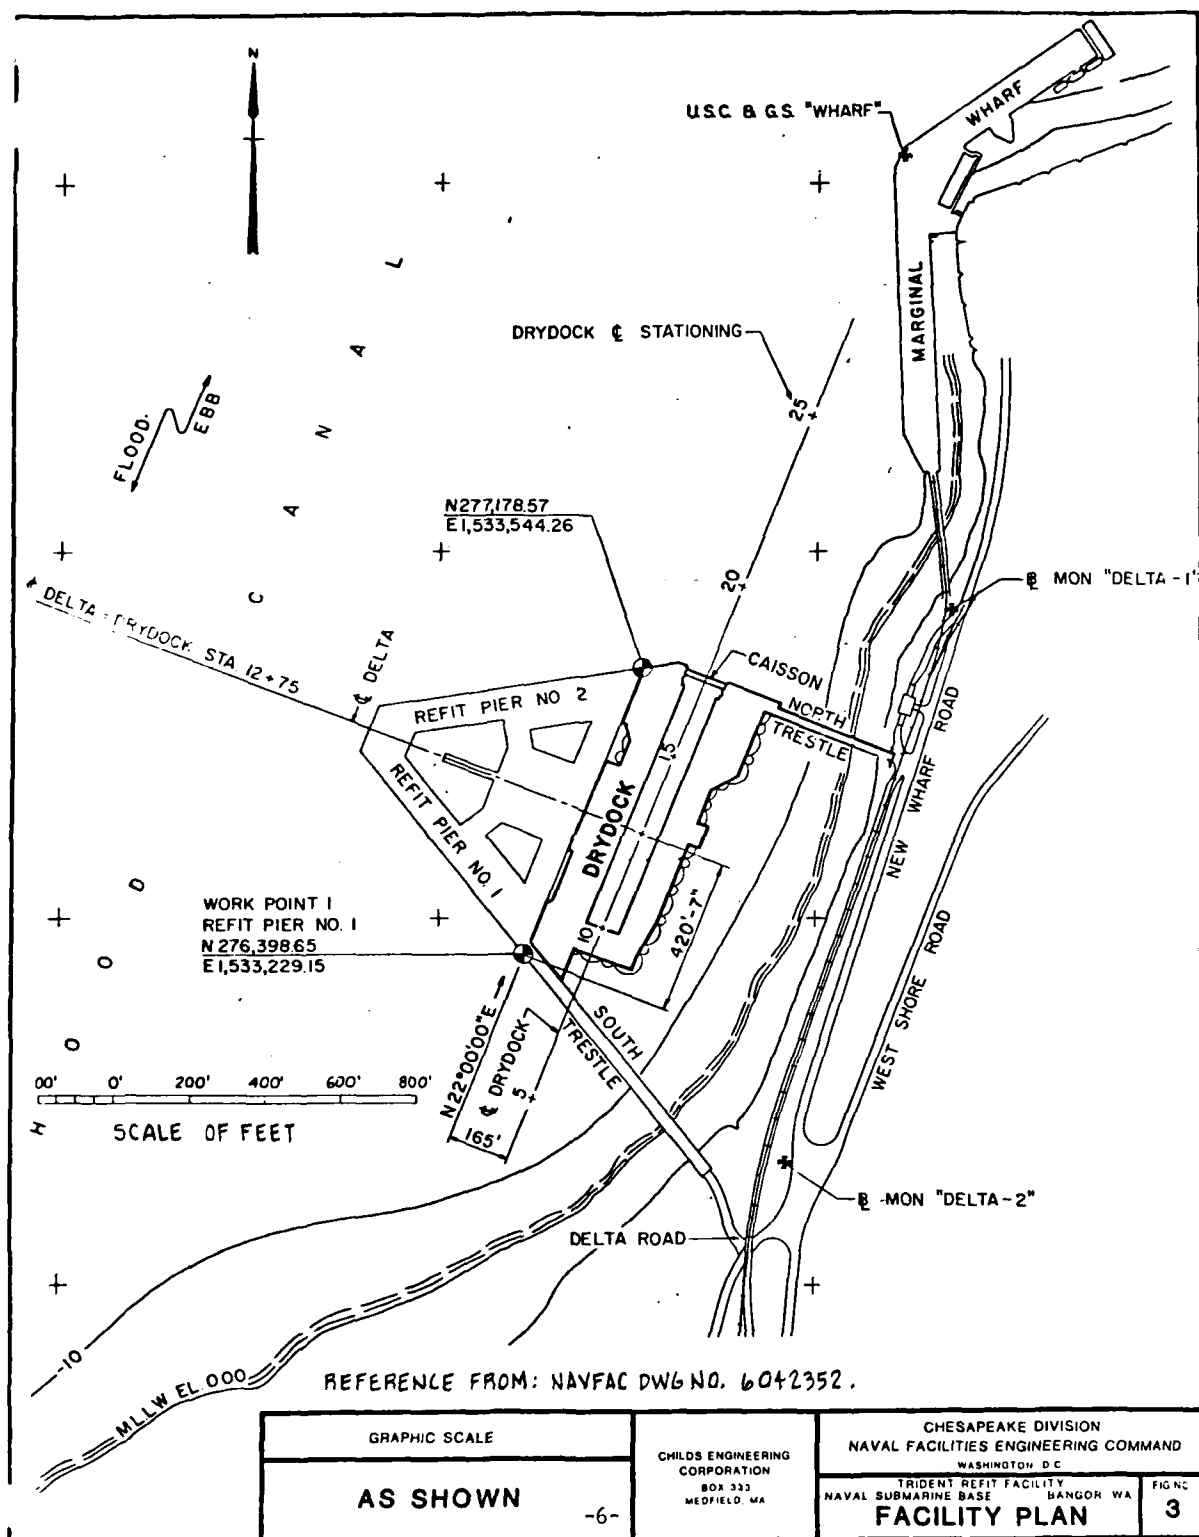 N
U.S.C. & G.S. "WHARF"
WHARF
MARGINAL
DRYDOCK ℄ STATIONING
25
20
15
10
5
FLOOD
EBB
HOOD CANAL
N277,178.57
E1,533,544.26
MON "DELTA-1"
DELTA - DRYDOCK STA. 12+75
℄ DELTA
CAISSON
REFIT PIER NO 2
NORTH
TRESTLE
REFIT PIER NO. 1
DRYDOCK
NEW WHARF ROAD
WORK POINT 1
REFIT PIER NO. 1
N 276,398.65
E1,533,229.15
420'-7"
WEST SHORE ROAD
SOUTH
TRESTLE
N22°00'00"E
℄ DRYDOCK
165'
00' 0' 200' 400' 600' 800'
SCALE OF FEET
MON "DELTA-2"
DELTA ROAD
-10
MLLW EL. 0.00
REFERENCE FROM: NAVFAC DWG NO. 6042352.
GRAPHIC SCALE
AS SHOWN
-6-
CHILDS ENGINEERING
CORPORATION
BOX 333
MEDFIELD, MA
CHESAPEAKE DIVISION
NAVAL FACILITIES ENGINEERING COMMAND
WASHINGTON D C
TRIDENT REFIT FACILITY
NAVAL SUBMARINE BASE BANGOR WA
FACILITY PLAN
FIG NO
3